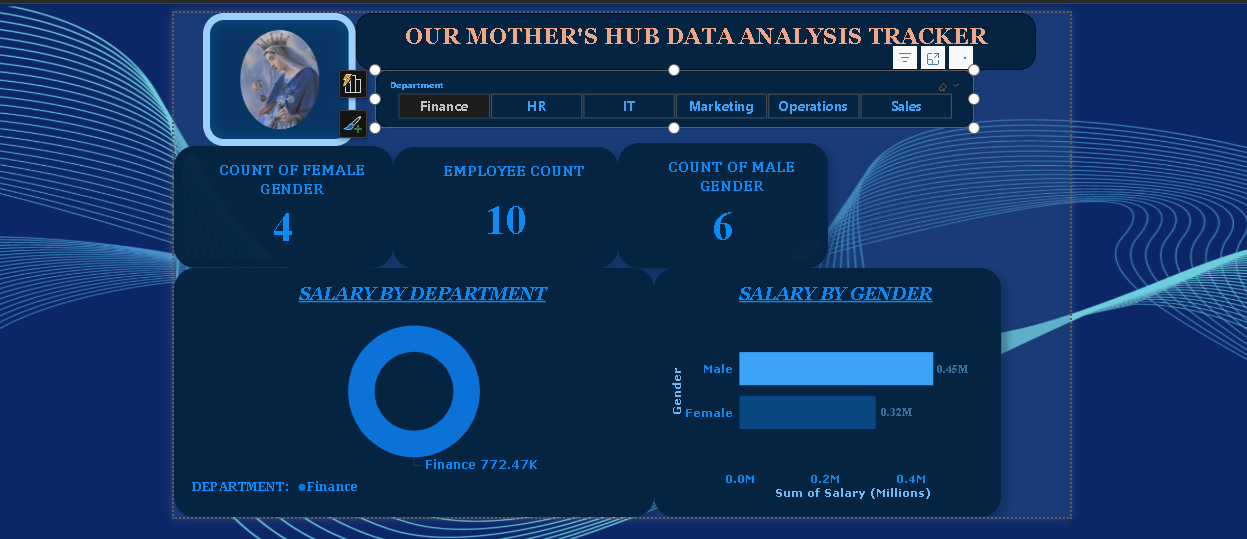 OUR MOTHER'S HUB DATA ANALYSIS TRACKER
Department
Finance HR IT Marketing Operations Sales
COUNT OF FEMALE
GENDER
4
EMPLOYEE COUNT
10
COUNT OF MALE
GENDER
6
SALARY BY DEPARTMENT
Finance 772.47K
DEPARTMENT: Finance
SALARY BY GENDER
Gender
Male 0.45M
Female 0.32M
0.0M 0.2M 0.4M
Sum of Salary (Millions)